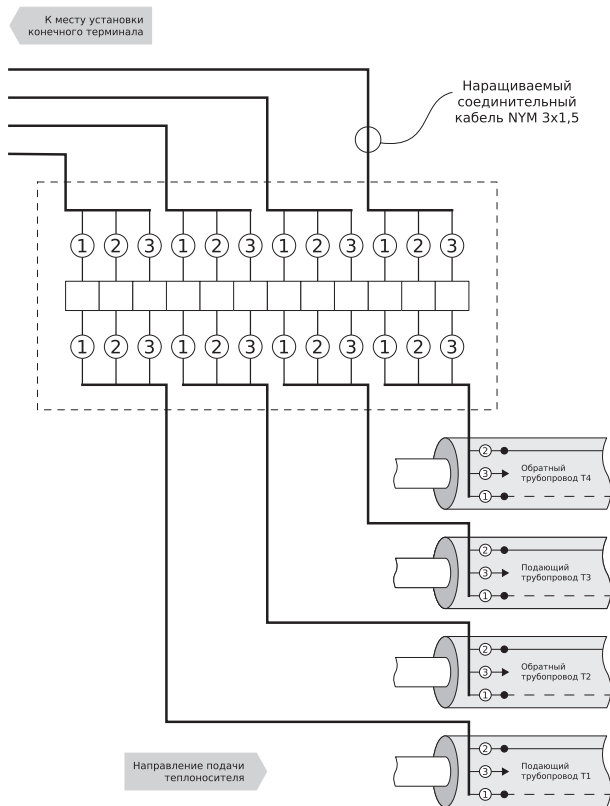 К месту установки
конечного терминала
Наращиваемый
соединительный
кабель NYM 3x1,5
1 2 3 1 2 3 1 2 3 1 2 3
1 2 3 1 2 3 1 2 3 1 2 3
2
3 Обратный
трубопровод Т4
1
2
3 Подающий
трубопровод Т3
1
2
3 Обратный
трубопровод Т2
1
2
3 Подающий
трубопровод Т1
1
Направление подачи
теплоносителя